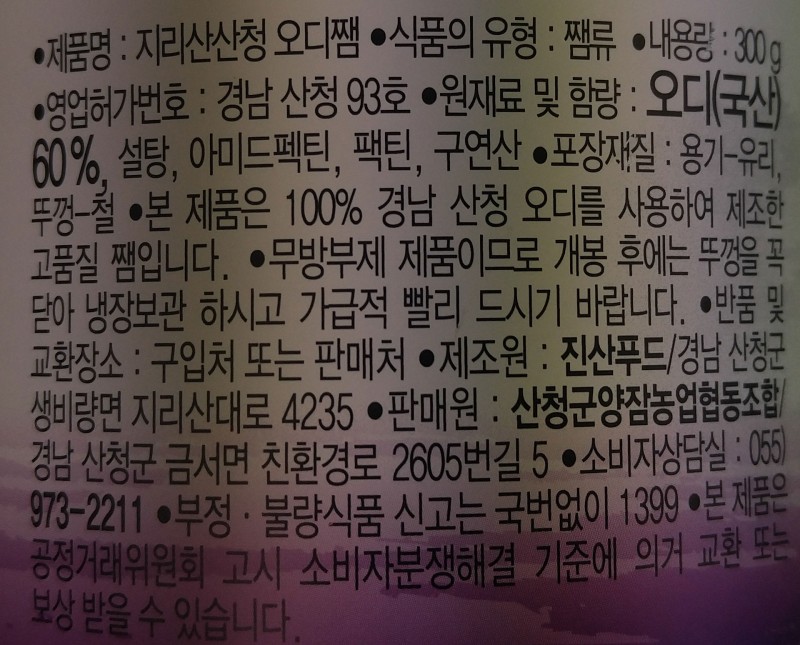 •제품명 : 지리산산청 오디쨈 •식품의 유형 : 쨈류 •내용량 : 300g
•영업허가번호 : 경남 산청 93호 •원재료 및 함량 : 오디(국산)
60%, 설탕, 아미드펙틴, 팩틴, 구연산 •포장재질 : 용기-유리,
뚜껑-철 •본 제품은 100% 경남 산청 오디를 사용하여 제조한
고품질 쨈입니다. •무방부제 제품이므로 개봉 후에는 뚜껑을 꼭
닫아 냉장보관 하시고 가급적 빨리 드시기 바랍니다. •반품 및
교환장소 : 구입처 또는 판매처 •제조원 : 진산푸드/경남 산청군
생비량면 지리산대로 4235 •판매원 : 산청군양잠농업협동조합/
경남 산청군 금서면 친환경로 2605번길 5 •소비자상담실 : 055)
973-2211 •부정 · 불량식품 신고는 국번없이 1399 •본 제품은
공정거래위원회 고시 소비자분쟁해결 기준에 의거 교환 또는
보상 받을 수 있습니다.